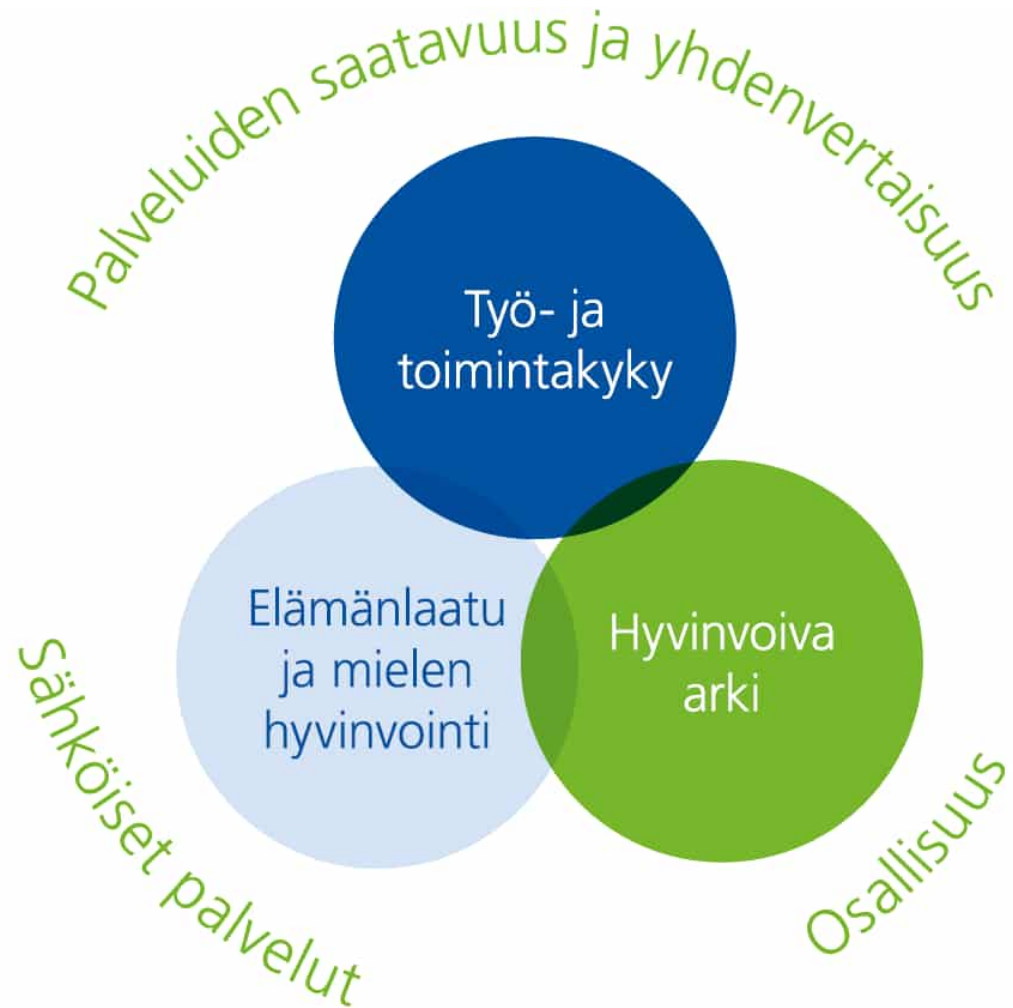 Palveluiden saatavuus ja yhdenvertaisuus
Työ- ja
toimintakyky
Elämänlaatu
ja mielen
hyvinvointi
Hyvinvoiva
arki
Sähköiset palvelut
Osallisuus